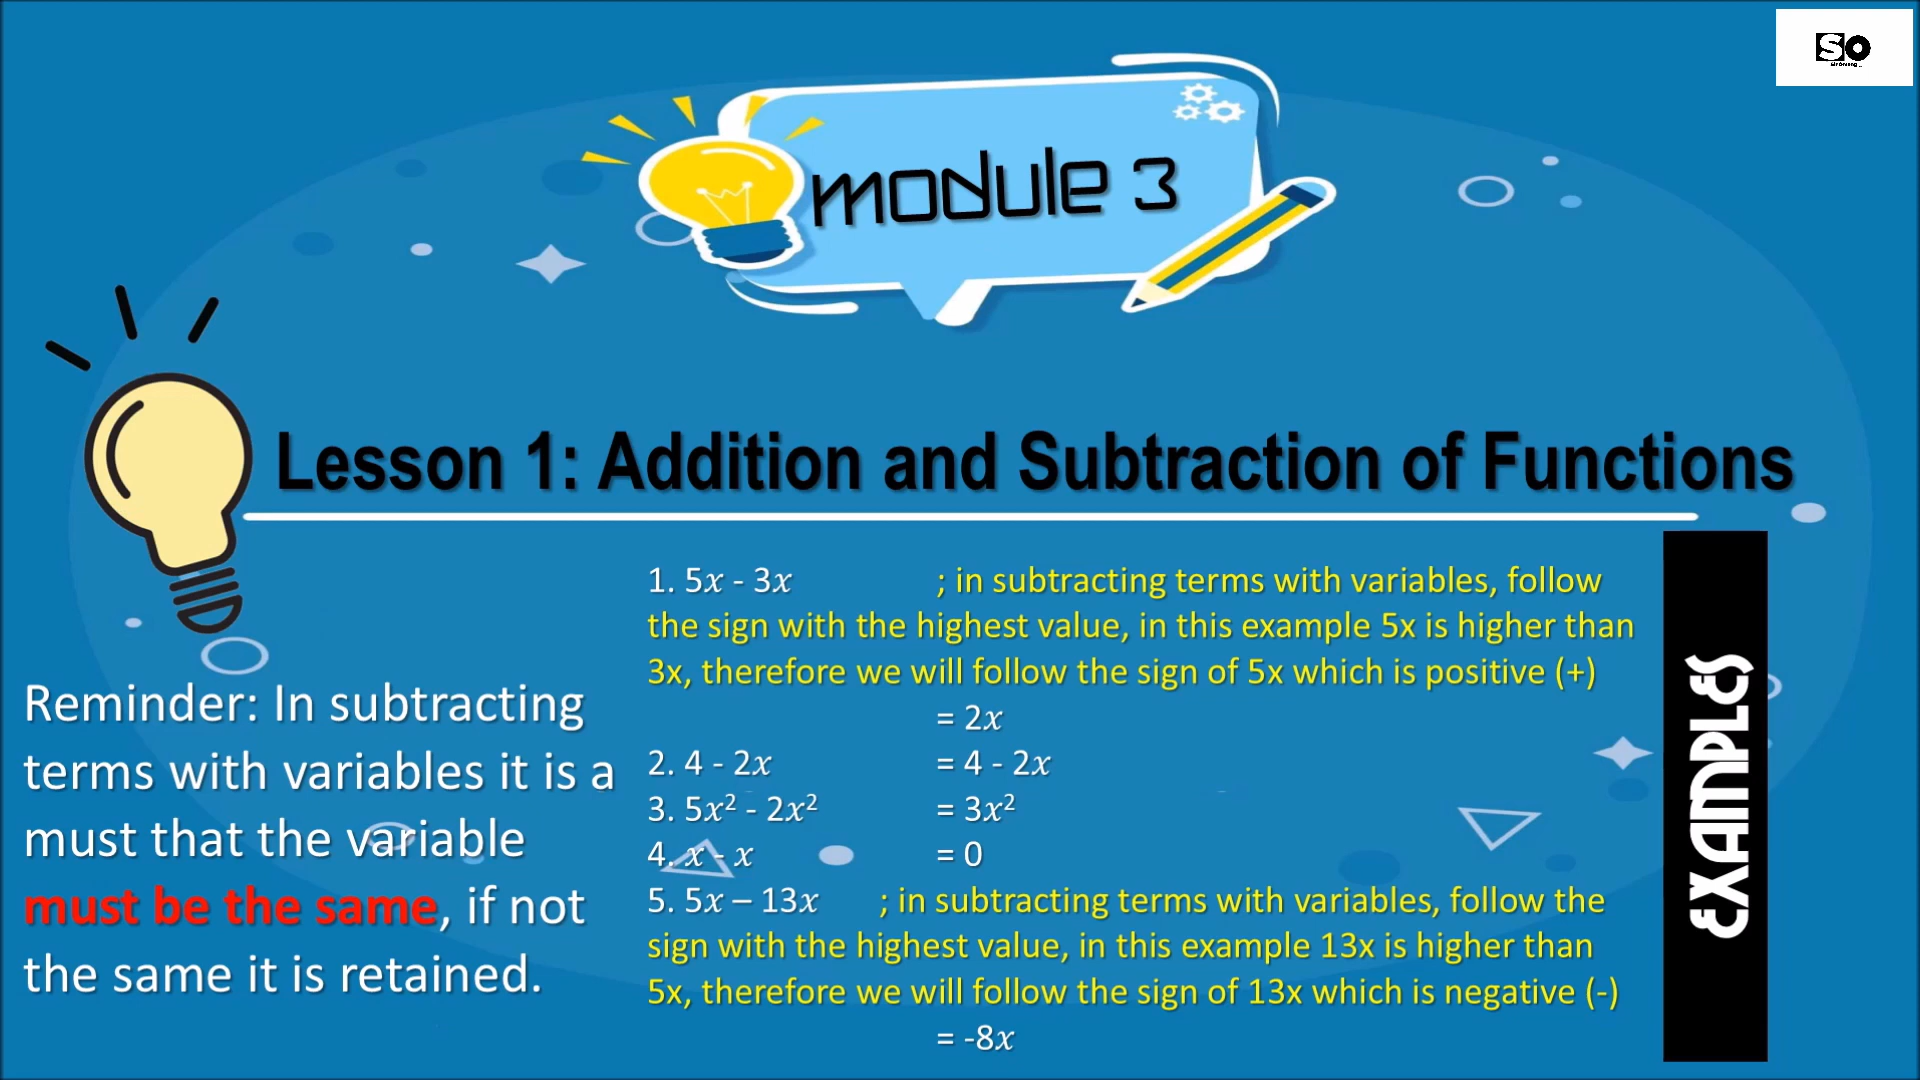 SO
module 3
Lesson 1: Addition and Subtraction of Functions
Reminder: In subtracting
terms with variables it is a
must that the variable
must be the same, if not
the same it is retained.
1. 5x - 3x ; in subtracting terms with variables, follow
the sign with the highest value, in this example 5x is higher than
3x, therefore we will follow the sign of 5x which is positive (+)
= 2x
2. 4 - 2x = 4 - 2x
3. 5x² - 2x² = 3x²
4. x - x = 0
5. 5x – 13x ; in subtracting terms with variables, follow the
sign with the highest value, in this example 13x is higher than
5x, therefore we will follow the sign of 13x which is negative (-)
= -8x
EXAMPLES